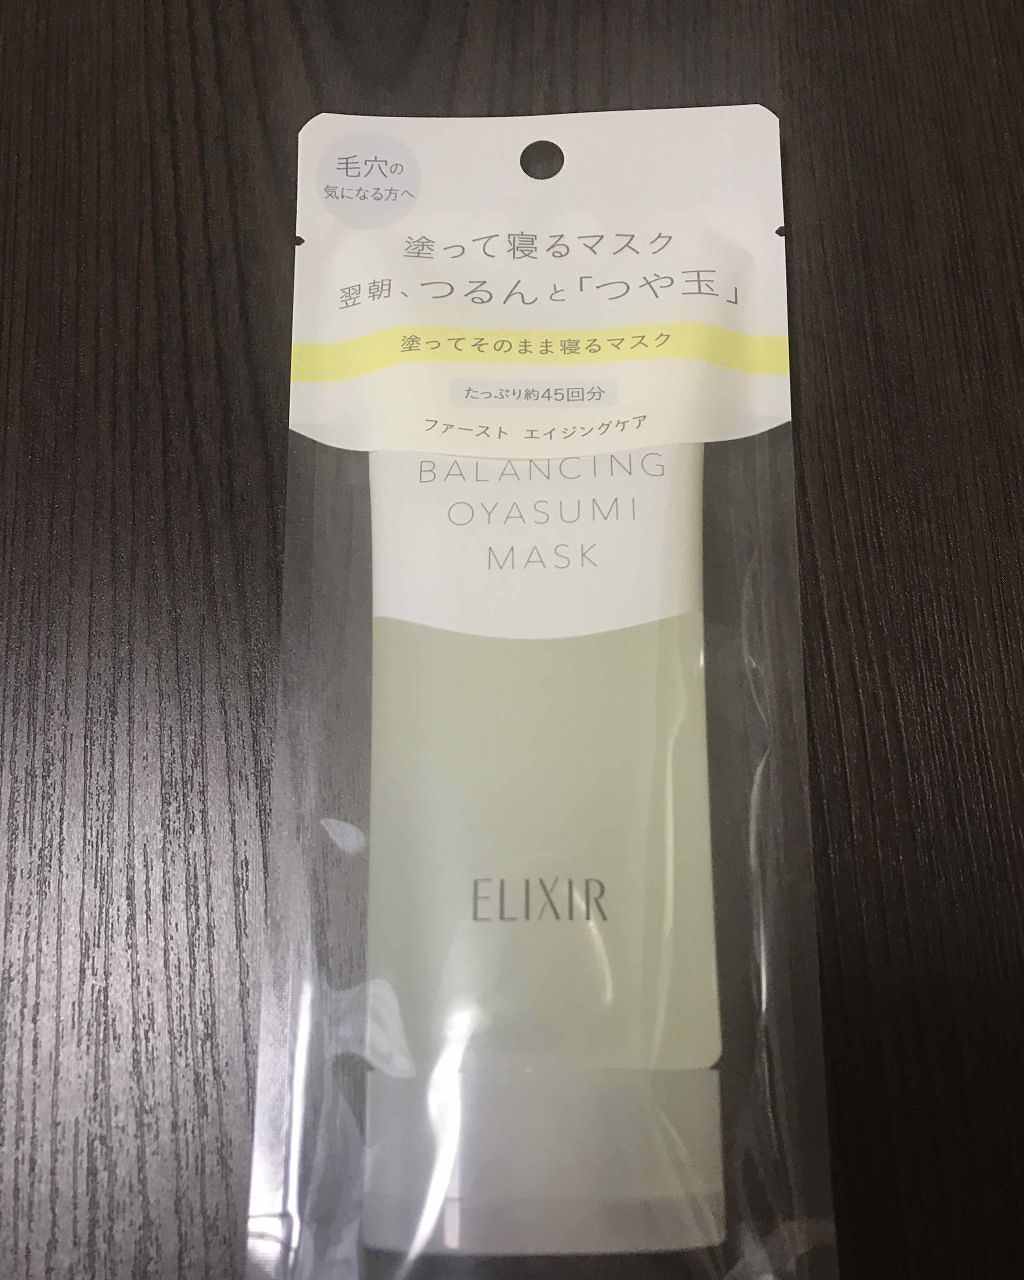 毛穴の
気になる方へ
塗って寝るマスク
翌朝、つるんと「つや玉」
塗ってそのまま寝るマスク
たっぷり約45回分
ファースト エイジングケア
BALANCING
OYASUMI
MASK
ELIXIR